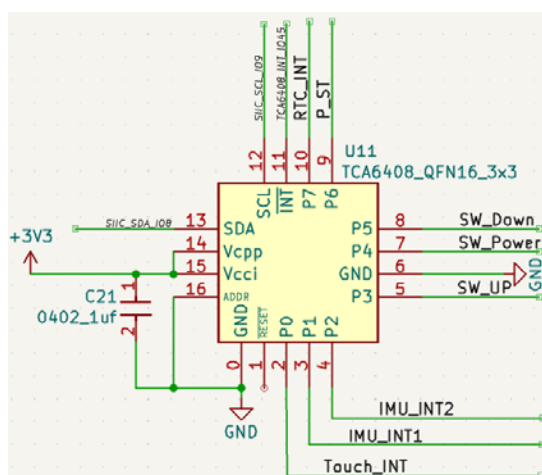 SIIC_SCL_IO9
TCA6408_INT_IO45
RTC_INT
P_ST
12
11
10
9
U11
TCA6408_QFN16_3x3
SCL
INT
P7
P6
SIIC_SDA_IO8
13
SDA
P5
8
SW_Down
+3V3
14
Vcpp
P4
7
SW_Power
15
Vcci
GND
6
GND
C21
1
16
ADDR
P3
5
SW_UP
0402_1uf
2
GND
RESET
P0
P1
P2
0
1
2
3
4
GND
IMU_INT2
IMU_INT1
Touch_INT